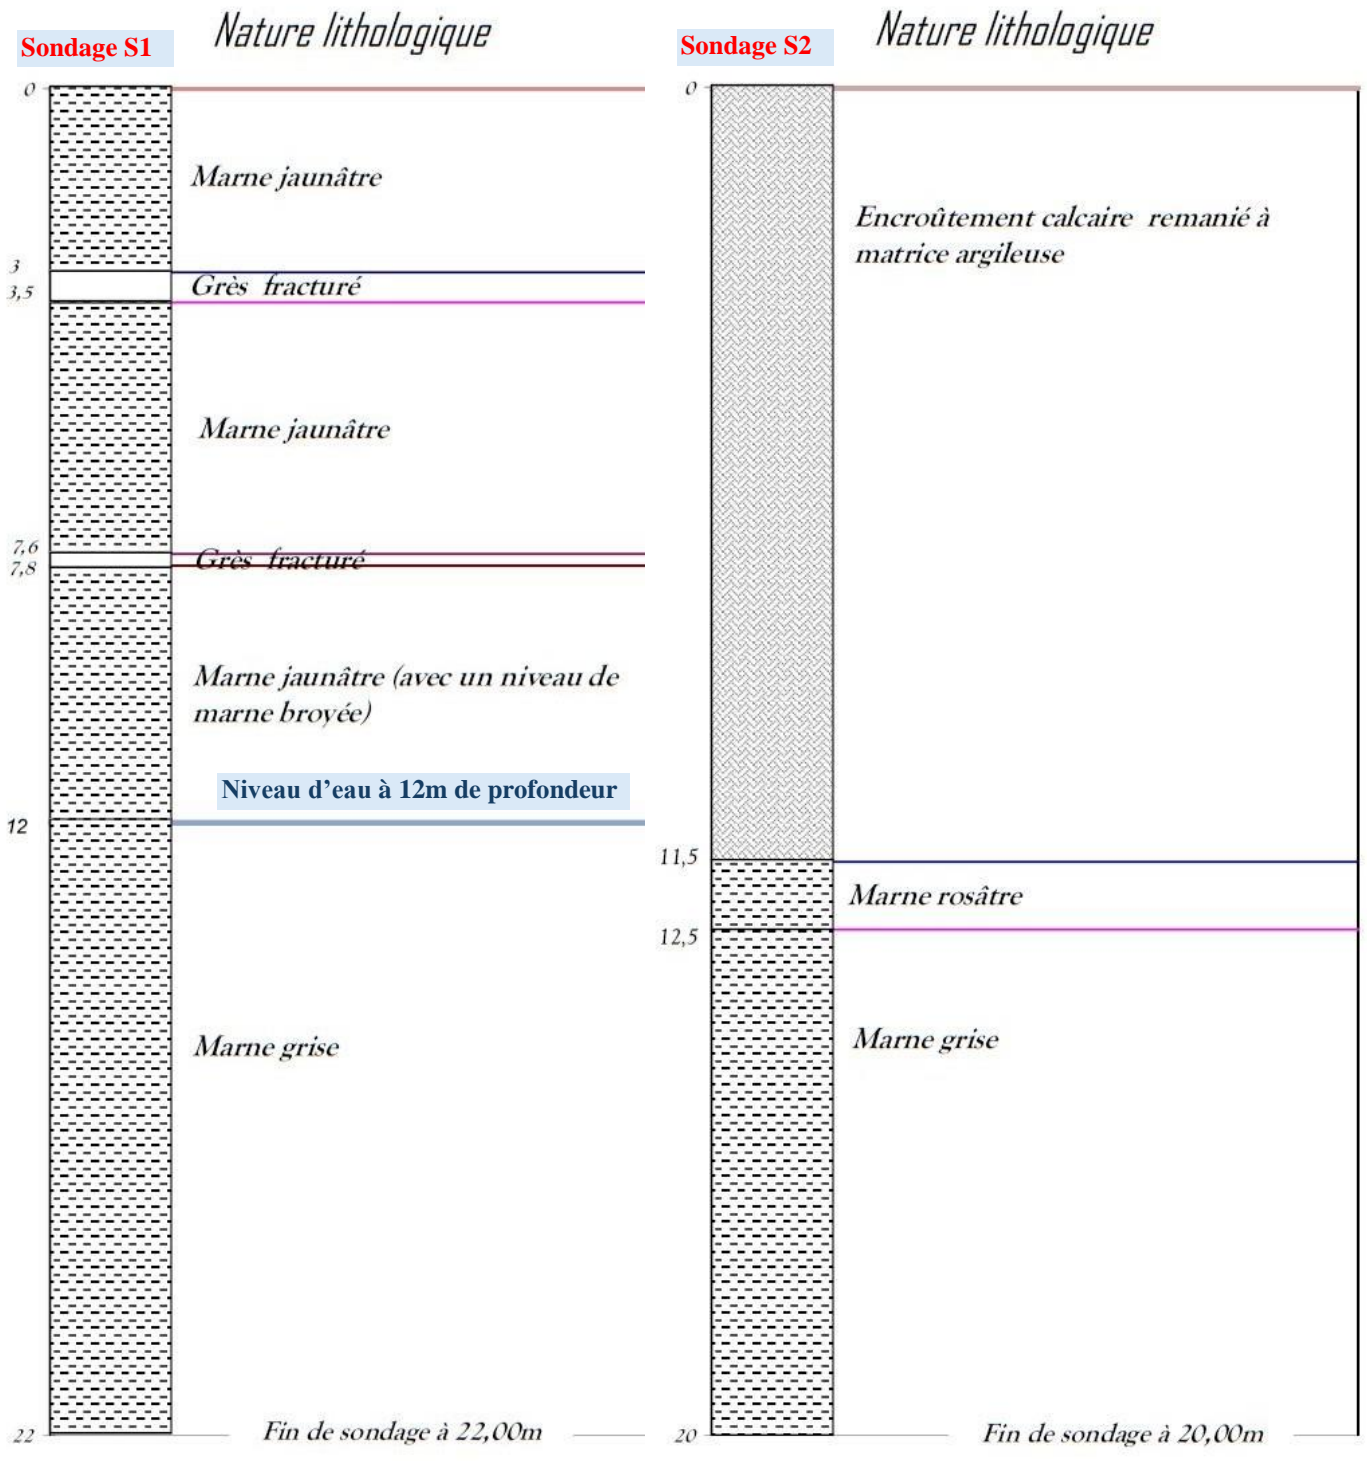 Sondage S1
Nature lithologique
0
Marne jaunâtre
3
Grès fracturé
3,5
Marne jaunâtre
7,6
Grès fracturé
7,8
Marne jaunâtre (avec un niveau de
marne broyée)
Niveau d'eau à 12m de profondeur
12
Marne grise
22
Fin de sondage à 22,00m
Sondage S2
Nature lithologique
0
Encroûtement calcaire remanié à
matrice argileuse
11,5
Marne rosâtre
12,5
Marne grise
20
Fin de sondage à 20,00m